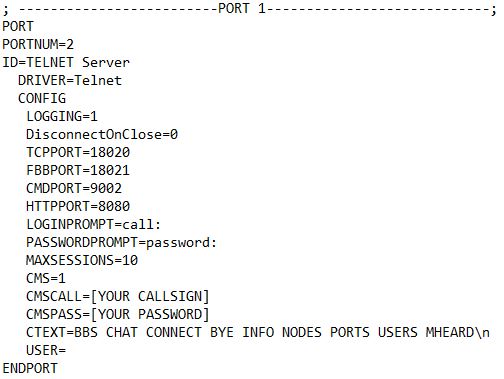 ; -------------------------PORT 1----------------------------;
PORT
PORTNUM=2
ID=TELNET Server
DRIVER=Telnet
CONFIG
LOGGING=1
DisconnectOnClose=0
TCPPORT=18020
FBBPORT=18021
CMDPORT=9002
HTTPPORT=8080
LOGINPROMPT=call:
PASSWORDPROMPT=password:
MAXSESSIONS=10
CMS=1
CMSCALL=[YOUR CALLSIGN]
CMSPASS=[YOUR PASSWORD]
CTEXT=BBS CHAT CONNECT BYE INFO NODES PORTS USERS MHEARD\n
USER=
ENDPORT